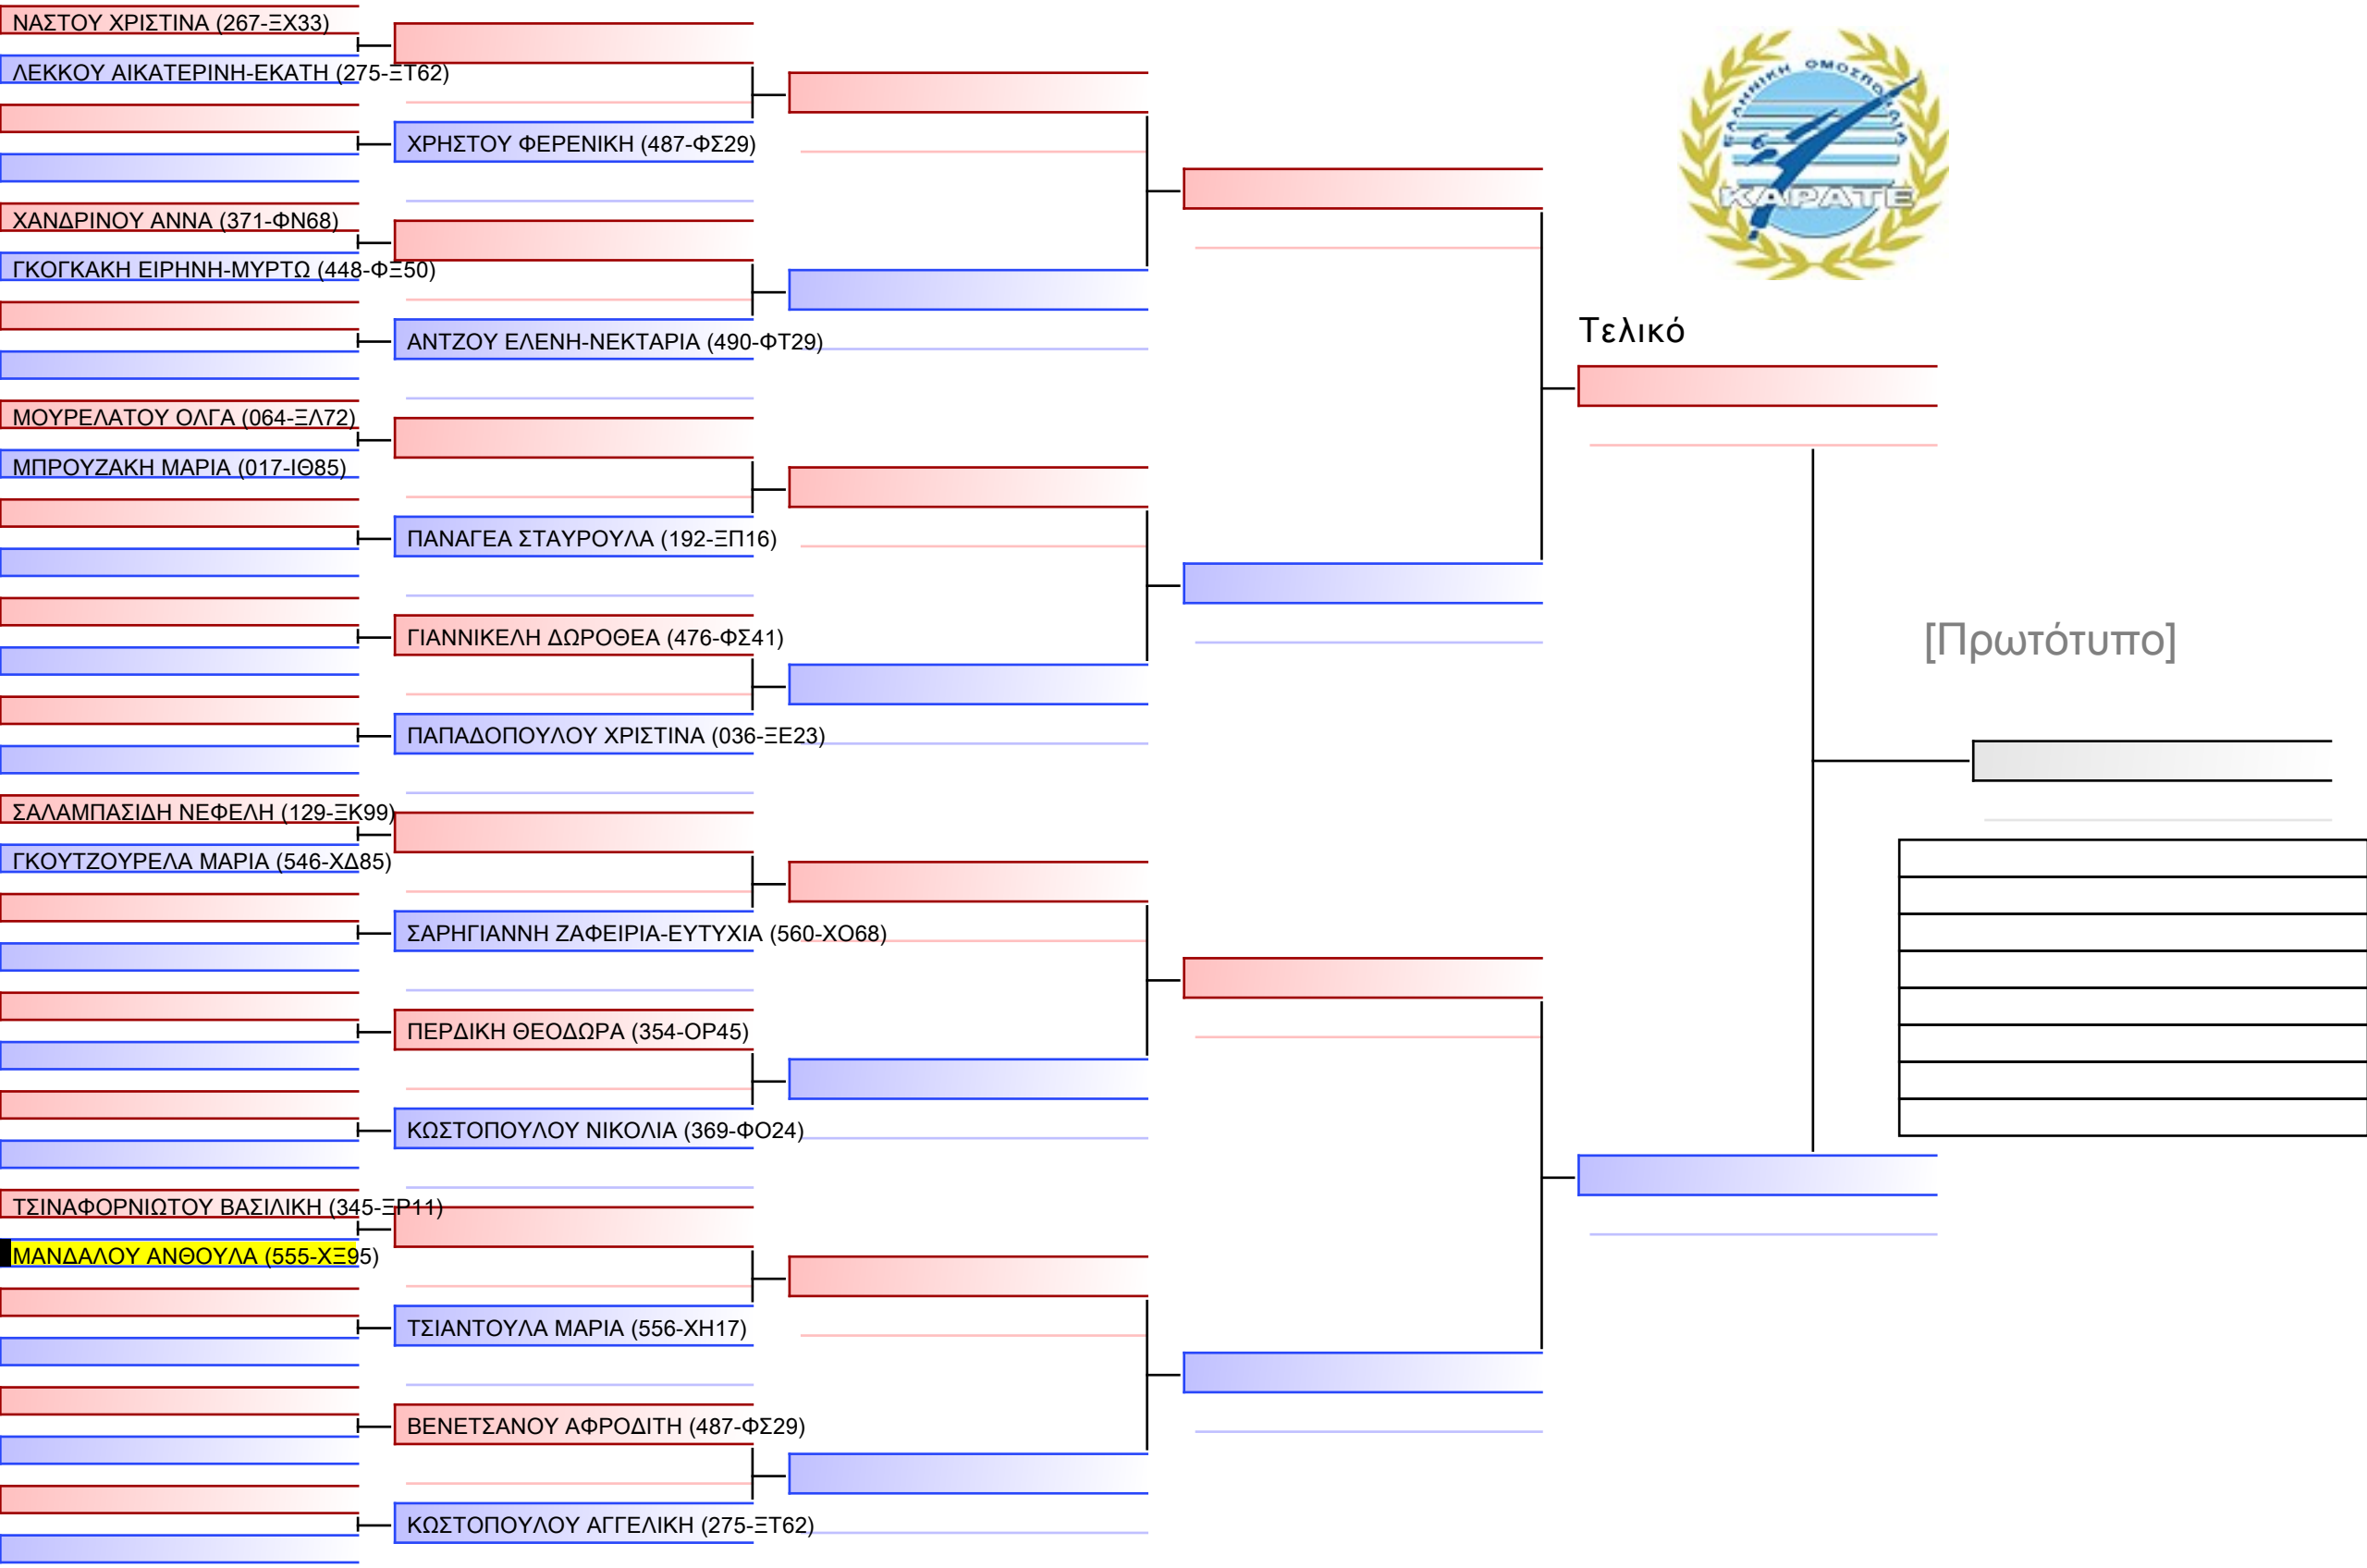 ΝΑΣΤΟΥ ΧΡΙΣΤΙΝΑ (267-ΞΧ33)
ΛΕΚΚΟΥ ΑΙΚΑΤΕΡΙΝΗ-ΕΚΑΤΗ (275-ΞΤ62)
ΧΡΗΣΤΟΥ ΦΕΡΕΝΙΚΗ (487-ΦΣ29)
ΧΑΝΔΡΙΝΟΥ ΑΝΝΑ (371-ΦΝ68)
ΓΚΟΓΚΑΚΗ ΕΙΡΗΝΗ-ΜΥΡΤΩ (448-ΦΞ50)
ΑΝΤΖΟΥ ΕΛΕΝΗ-ΝΕΚΤΑΡΙΑ (490-ΦΤ29)
ΜΟΥΡΕΛΑΤΟΥ ΟΛΓΑ (064-ΞΛ72)
ΜΠΡΟΥΖΑΚΗ ΜΑΡΙΑ (017-ΙΘ85)
ΠΑΝΑΓΕΑ ΣΤΑΥΡΟΥΛΑ (192-ΞΠ16)
ΓΙΑΝΝΙΚΕΛΗ ΔΩΡΟΘΕΑ (476-ΦΣ41)
ΠΑΠΑΔΟΠΟΥΛΟΥ ΧΡΙΣΤΙΝΑ (036-ΞΕ23)
ΣΑΛΑΜΠΑΣΙΔΗ ΝΕΦΕΛΗ (129-ΞΚ99)
ΓΚΟΥΤΖΟΥΡΕΛΑ ΜΑΡΙΑ (546-ΧΔ85)
ΣΑΡΗΓΙΑΝΝΗ ΖΑΦΕΙΡΙΑ-ΕΥΤΥΧΙΑ (560-ΧΟ68)
ΠΕΡΔΙΚΗ ΘΕΟΔΩΡΑ (354-ΟΡ45)
ΚΩΣΤΟΠΟΥΛΟΥ ΝΙΚΟΛΙΑ (369-ΦΟ24)
ΤΣΙΝΑΦΟΡΝΙΩΤΟΥ ΒΑΣΙΛΙΚΗ (345-ΞΡ11)
ΜΑΝΔΑΛΟΥ ΑΝΘΟΥΛΑ (555-ΧΞ95)
ΤΣΙΑΝΤΟΥΛΑ ΜΑΡΙΑ (556-ΧΗ17)
ΒΕΝΕΤΣΑΝΟΥ ΑΦΡΟΔΙΤΗ (487-ΦΣ29)
ΚΩΣΤΟΠΟΥΛΟΥ ΑΓΓΕΛΙΚΗ (275-ΞΤ62)
ΕΛΛΗΝΙΚΗ ΟΜΟΣΠΟΝΔΙΑ
ΚΑΡΑΤΕ
Τελικό
[Πρωτότυπο]